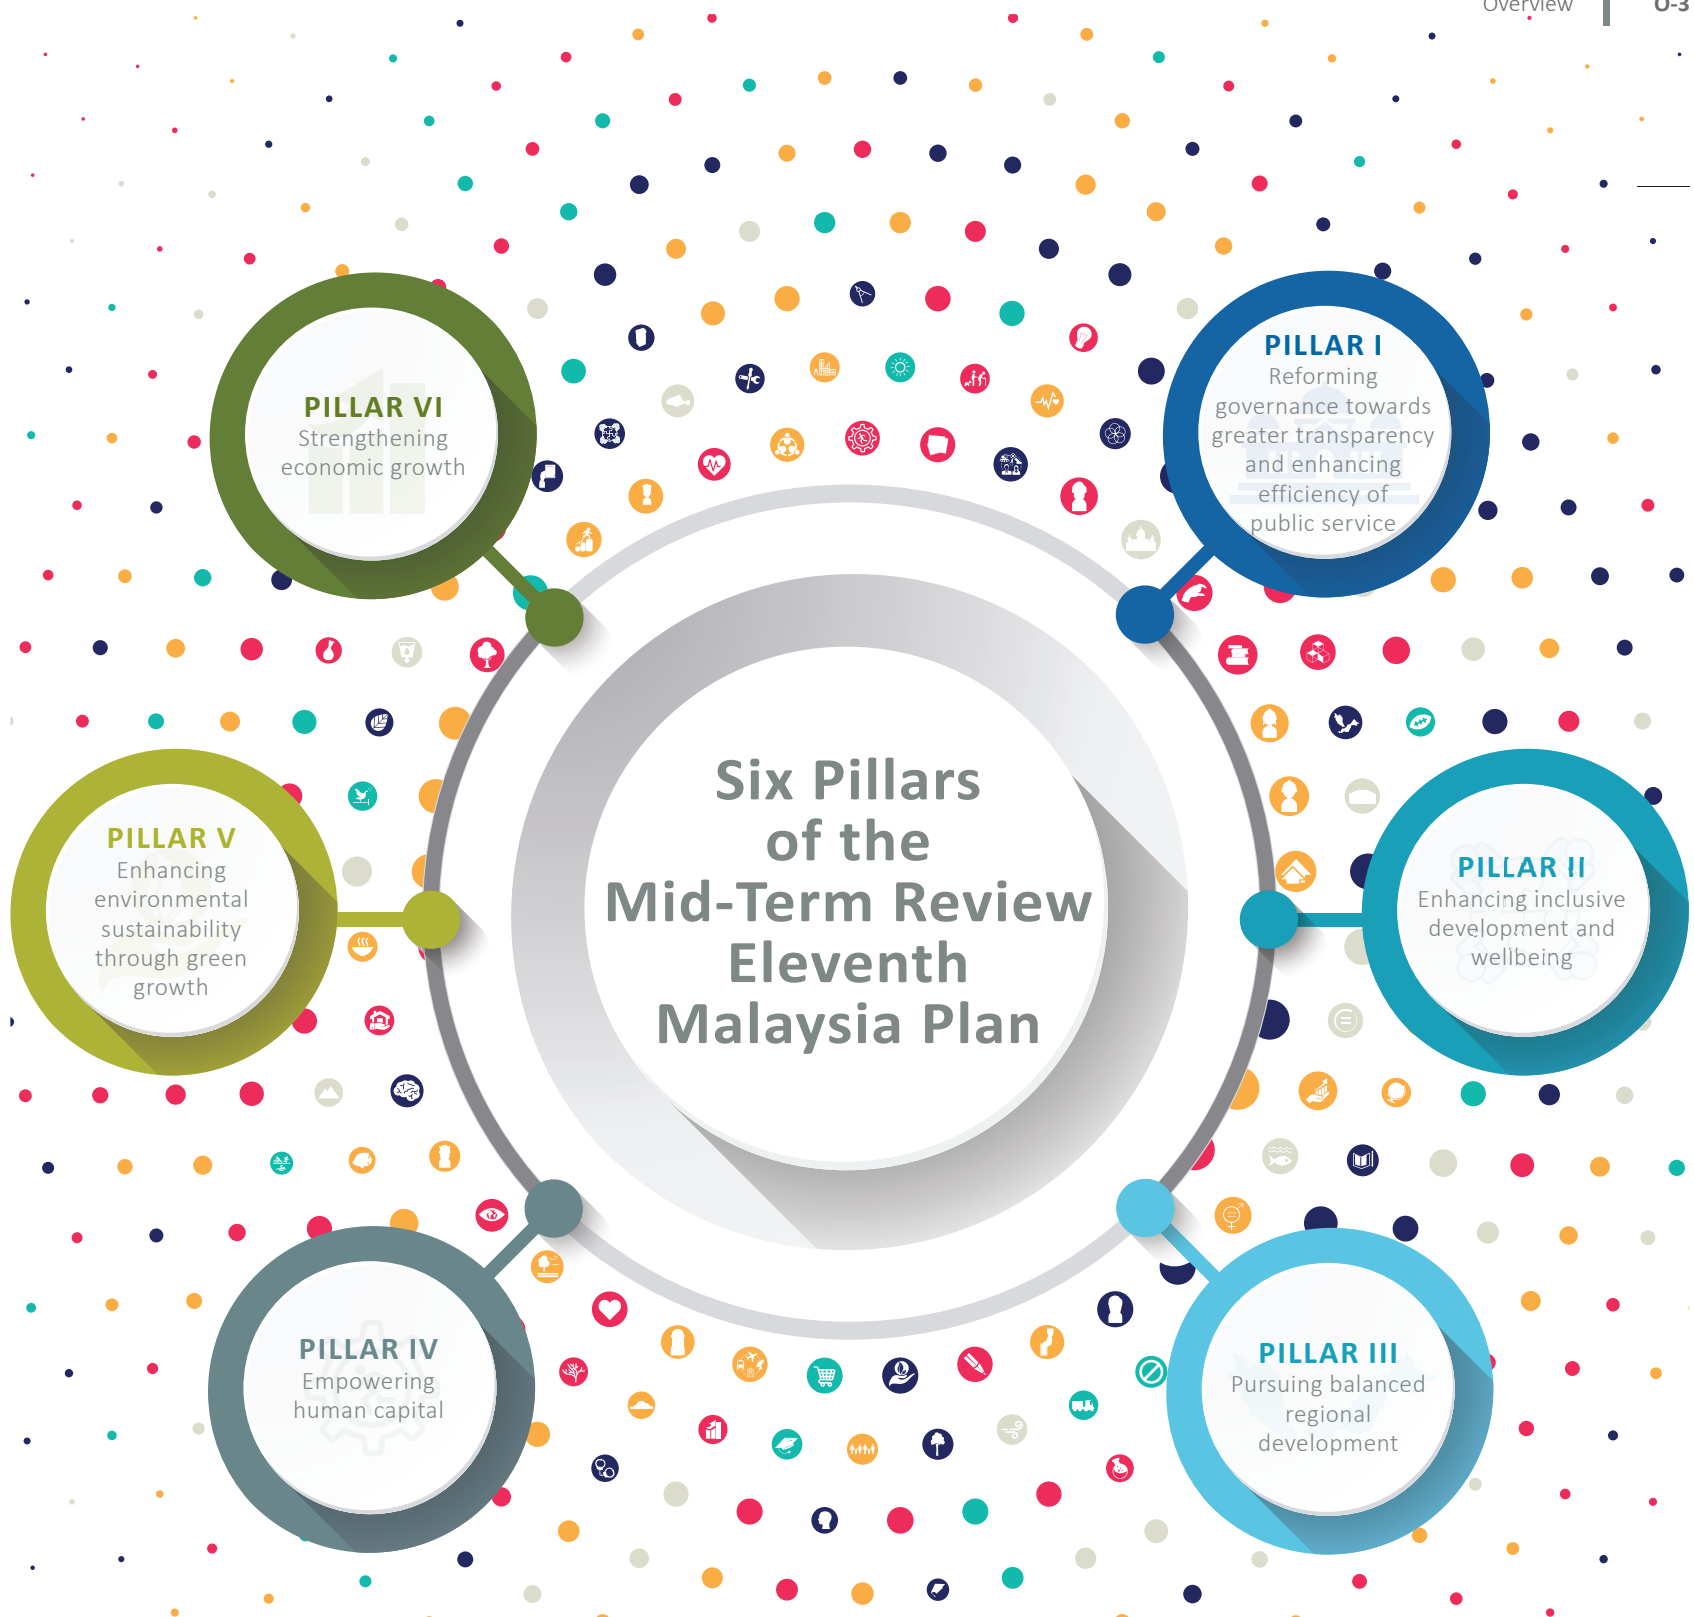 Overview
O-3
PILLAR I
Reforming
governance towards
greater transparency
and enhancing
efficiency of
public service
PILLAR VI
Strengthening
economic growth
Six Pillars
of the
Mid-Term Review
Eleventh
Malaysia Plan
PILLAR V
Enhancing
environmental
sustainability
through green
growth
PILLAR II
Enhancing inclusive
development and
wellbeing
PILLAR IV
Empowering
human capital
PILLAR III
Pursuing balanced
regional
development